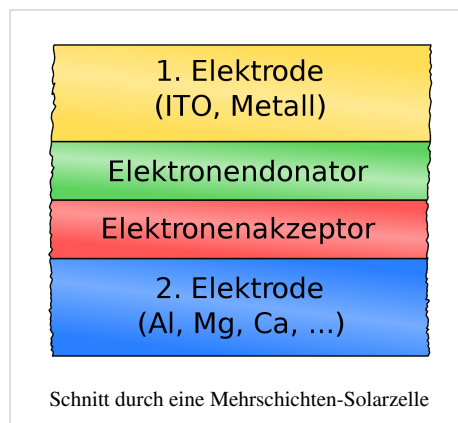 1. Elektrode
(ITO, Metall)
Elektronendonator
Elektronenakzeptor
2. Elektrode
(Al, Mg, Ca, ...)
Schnitt durch eine Mehrschichten-Solarzelle